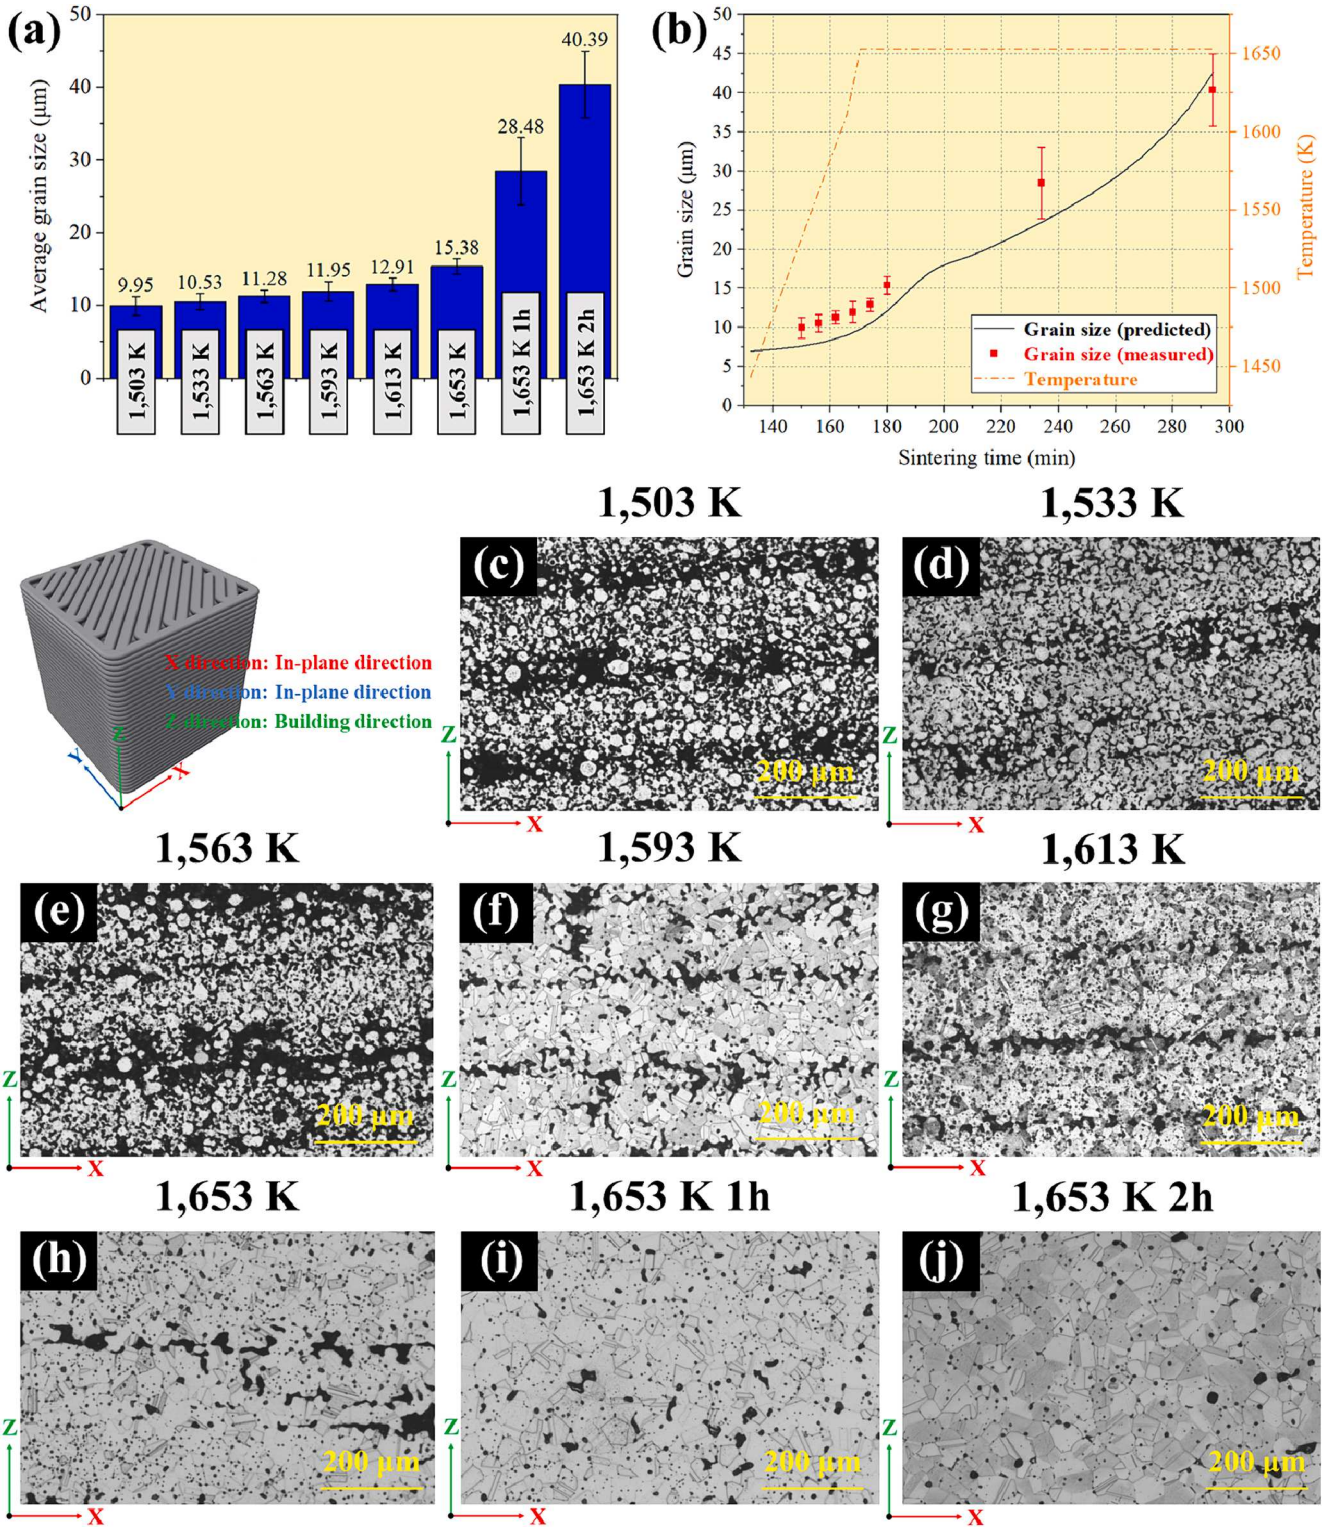 (a)
Average grain size (μm)
50
40
30
20
10
0
9.95
10.53
11.28
11.95
12.91
15.38
28.48
40.39
1,503 K
1,533 K
1,563 K
1,593 K
1,613 K
1,653 K
1,653 K 1h
1,653 K 2h
(b)
Grain size (μm)
50
45
40
35
30
25
20
15
10
5
0
1650
1600
1550
1500
1450
Temperature (K)
Grain size (predicted)
Grain size (measured)
Temperature
140 160 180 200 220 240 260 280 300
Sintering time (min)
X direction: In-plane direction
Y direction: In-plane direction
Z direction: Building direction
Z
Y
X
1,503 K
(c)
200 μm
Z
X
1,533 K
(d)
200 μm
Z
X
1,563 K
(e)
200 μm
Z
X
1,593 K
(f)
200 μm
Z
X
1,613 K
(g)
200 μm
Z
X
1,653 K
(h)
200 μm
Z
X
1,653 K 1h
(i)
200 μm
Z
X
1,653 K 2h
(j)
200 μm
Z
X